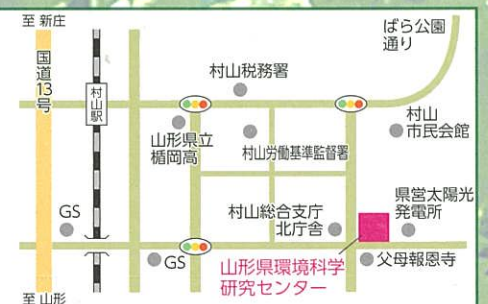 至 新庄
国道13号
村山駅
ばら公園
通り
村山税務署
山形県立
楯岡高
村山労働基準監督署
村山
市民会館
GS
村山総合支庁
北庁舎
県営太陽光
発電所
GS
山形県環境科学
研究センター
父母報恩寺
至 山形